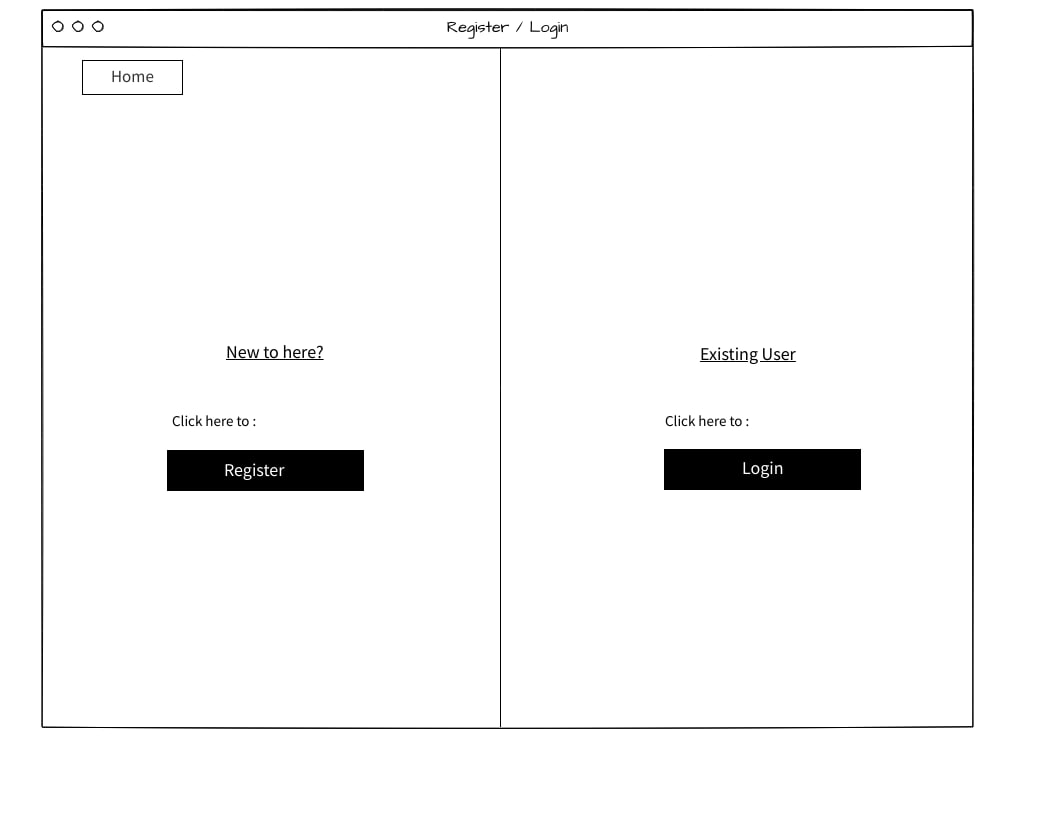 Register / Login
Home
New to here?
Existing User
Click here to :
Click here to :
Register
Login